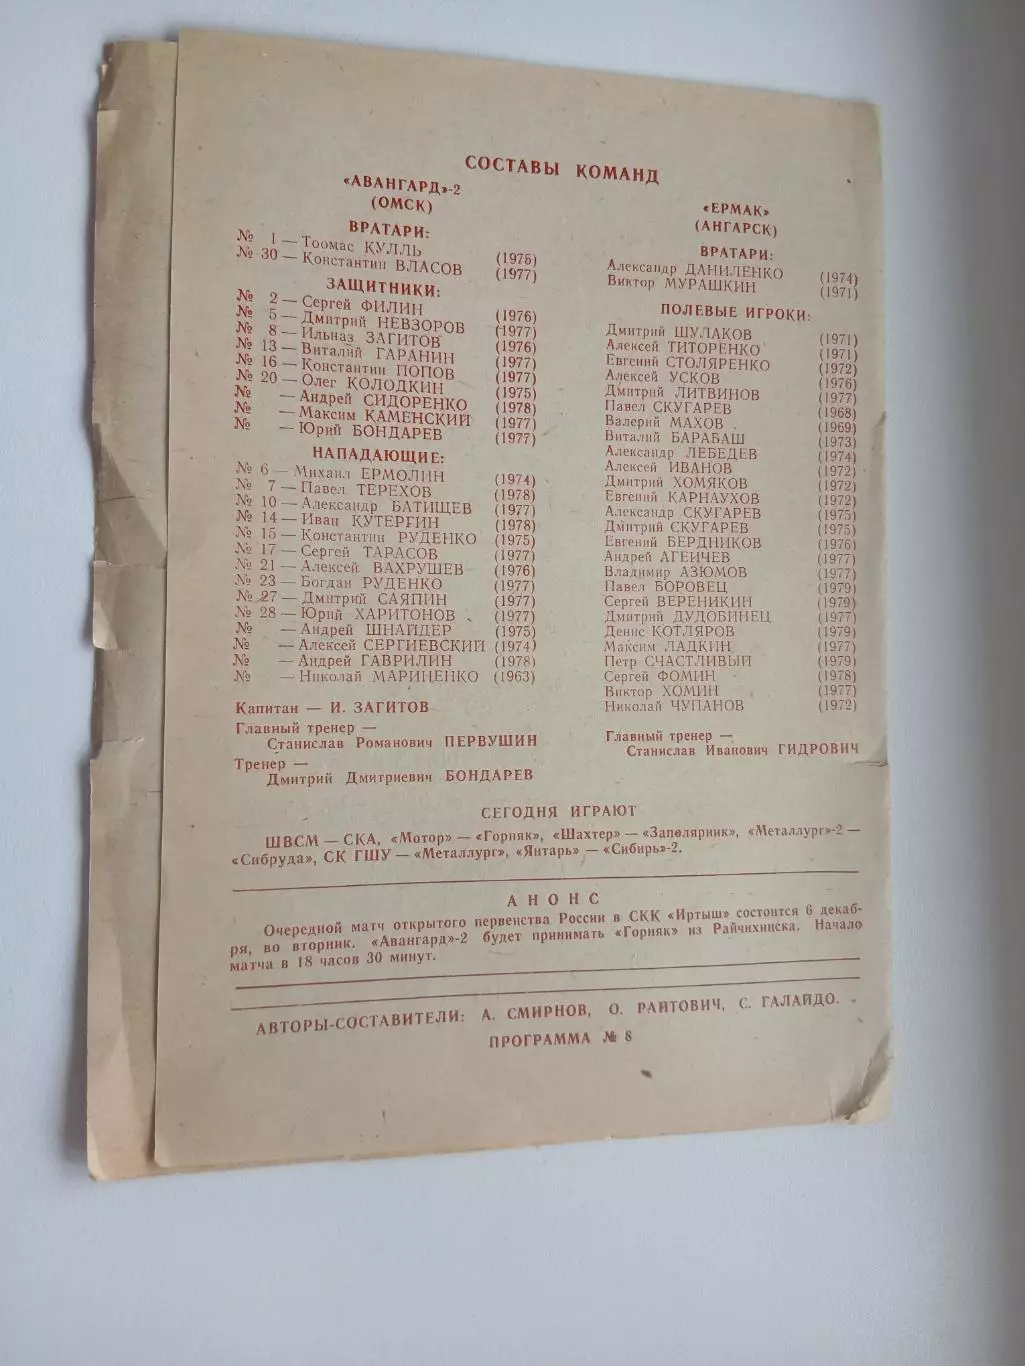 СОСТАВЫ КОМАНД
«АВАНГАРД»-2
(ОМСК)
ВРАТАРИ:
№ 1 — Тоомас КУЛЛЬ (1975)
№ 30 — Константин ВЛАСОВ (1977)
ЗАЩИТНИКИ:
№ 2 — Сергей ФИЛИН (1976)
№ 5 — Дмитрий НЕВЗОРОВ (1977)
№ 8 — Ильназ ЗАГИТОВ (1976)
№ 13 — Виталий ГАРАНИН (1977)
№ 16 — Константин ПОПОВ (1977)
№ 20 — Олег КОЛОДКИН (1975)
№ — Андрей СИДОРЕНКО (1978)
№ — Максим КАМЕНСКИЙ (1977)
№ — Юрий БОНДАРЕВ (1977)
НАПАДАЮЩИЕ:
№ 6 — Михаил ЕРМОЛИН (1974)
№ 7 — Павел ТЕРЕХОВ (1978)
№ 10 — Александр БАТИЩЕВ (1977)
№ 14 — Иван КУТЕРГИН (1978)
№ 15 — Константин РУДЕНКО (1975)
№ 17 — Сергей ТАРАСОВ (1977)
№ 21 — Алексей ВАХРУШЕВ (1976)
№ 23 — Богдан РУДЕНКО (1977)
№ 27 — Дмитрий САЯПИН (1977)
№ 28 — Юрий ХАРИТОНОВ (1977)
№ — Андрей ШНАЙДЕР (1975)
№ — Алексей СЕРГИЕВСКИЙ (1974)
№ — Андрей ГАВРИЛИН (1978)
№ — Николай МАРИНЕНКО (1963)
Капитан — И. ЗАГИТОВ
Главный тренер —
Станислав Романович ПЕРВУШИН
Тренер —
Дмитрий Дмитриевич БОНДАРЕВ
«ЕРМАК»
(АНГАРСК)
ВРАТАРИ:
Александр ДАНИЛЕНКО (1974)
Виктор МУРАШКИН (1971)
ПОЛЕВЫЕ ИГРОКИ:
Дмитрий ШУЛАКОВ (1971)
Алексей ТИТОРЕНКО (1971)
Евгений СТОЛЯРЕНКО (1972)
Алексей УСКОВ (1976)
Дмитрий ЛИТВИНОВ (1977)
Павел СКУГАРЕВ (1968)
Валерий МАХОВ (1969)
Виталий БАРАБАШ (1973)
Александр ЛЕБЕДЕВ (1974)
Алексей ИВАНОВ (1972)
Дмитрий ХОМЯКОВ (1972)
Евгений КАРНАУХОВ (1972)
Александр СКУГАРЕВ (1975)
Дмитрий СКУГАРЕВ (1975)
Евгений БЕРДНИКОВ (1976)
Андрей АГЕИЧЕВ (1977)
Владимир АЗЮМОВ (1977)
Павел БОРОВЕЦ (1979)
Сергей ВЕРЕНИКИН (1979)
Дмитрий ДУДОБИНЕЦ (1977)
Денис КОТЛЯРОВ (1979)
Максим ЛАДКИН (1977)
Петр СЧАСТЛИВЫЙ (1979)
Сергей ФОМИН (1978)
Виктор ХОМИН (1977)
Николай ЧУПАНОВ (1972)
Главный тренер —
Станислав Иванович ГИДРОВИЧ
СЕГОДНЯ ИГРАЮТ
ШВСМ — СКА, «Мотор» — «Горняк», «Шахтер» — «Заполярник», «Металлург»-2 —
«Сибруда», СК ГШУ — «Металлург», «Янтарь» — «Сибирь»-2.
АНОНС
Очередной матч открытого первенства России в СКК «Иртыш» состоится 6 декаб-
ря, во вторник. «Авангард»-2 будет принимать «Горняк» из Райчихинска. Начало
матча в 18 часов 30 минут.
АВТОРЫ-СОСТАВИТЕЛИ: А. СМИРНОВ, О. РАЙТОВИЧ, С. ГАЛАЙДО.
ПРОГРАММА № 8